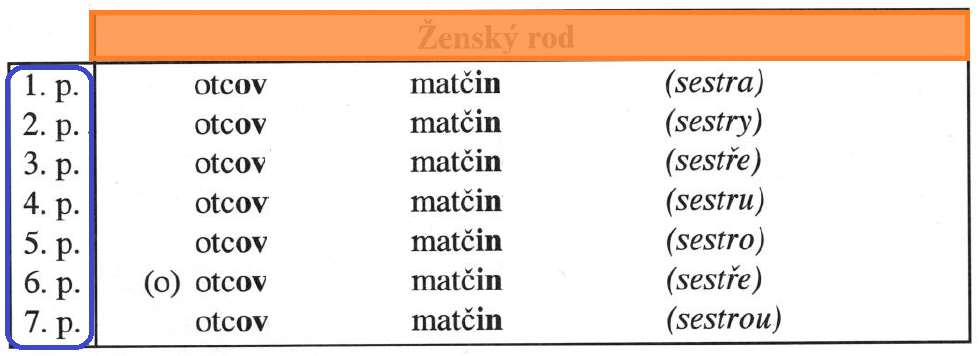 Ženský rod
1. p. otcov matčin (sestra)
2. p. otcov matčin (sestry)
3. p. otcov matčin (sestře)
4. p. otcov matčin (sestru)
5. p. otcov matčin (sestro)
6. p. (o) otcov matčin (sestře)
7. p. otcov matčin (sestrou)